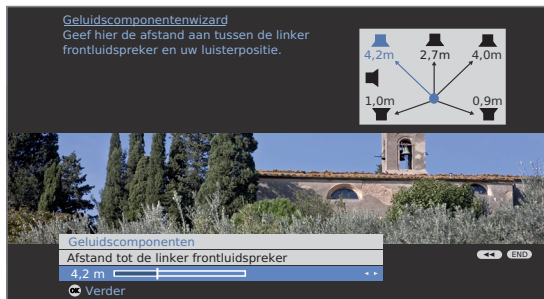 Geluidscomponentenwizard
Geef hier de afstand aan tussen de linker
frontluidspreker en uw luisterpositie.
4,2m 2,7m 4,0m
1,0m 0,9m
Geluidscomponenten
Afstand tot de linker frontluidspreker
4,2 m
OK Verder
END